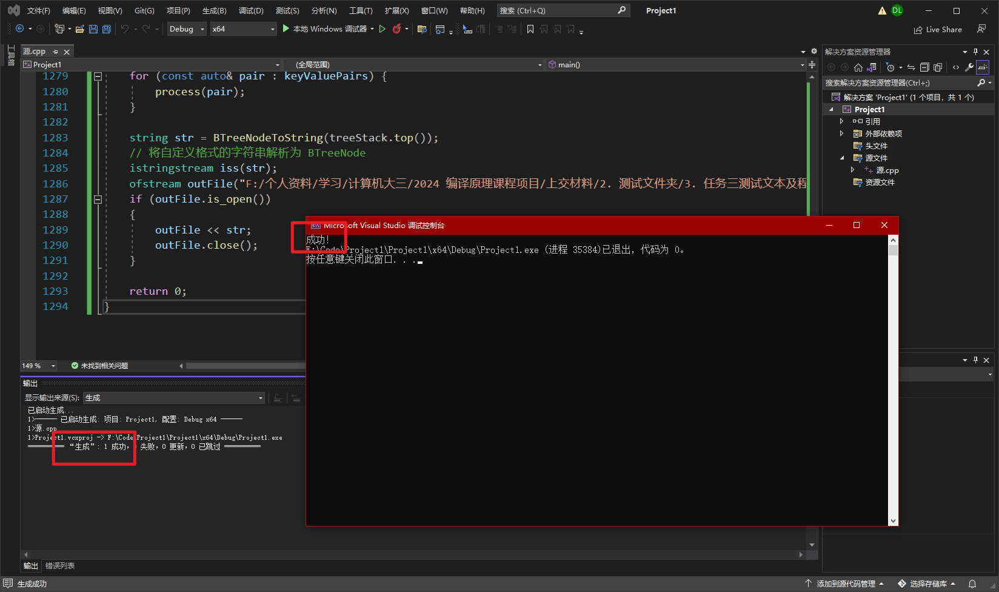 文件(F) 编辑(E) 视图(V) Git(G) 项目(P) 生成(B) 调试(D) 测试(S) 分析(N) 工具(T) 扩展(X) 窗口(W) 帮助(H) 搜索 (Ctrl+Q) Project1 DL
Debug x64 本地 Windows 调试器 Live Share
工具箱
源.cpp
Project1 (全局范围) main()
1279 for (const auto& pair : keyValuePairs) {
1280 process(pair);
1281 }
1282
1283 string str = BTreeNodeToString(treeStack.top());
1284 // 将自定义格式的字符串解析为 BTreeNode
1285 istringstream iss(str);
1286 ofstream outFile("F:/个人资料/学习/计算机大三/2024 编译原理课程项目/上交材料/2. 测试文件夹/3. 任务三测试文本及程
1287 if (outFile.is_open())
1288 {
1289 outFile << str;
1290 outFile.close();
1291 }
1292
1293 return 0;
1294 }
149 % 未找到相关问题
Microsoft Visual Studio 调试控制台
成功!
F:\Code\Project1\Project1\x64\Debug\Project1.exe (进程 35384)已退出，代码为 0。
按任意键关闭此窗口. . .
输出
显示输出来源(S): 生成
已启动生成...
1>------ 已启动生成: 项目: Project1, 配置: Debug x64 ------
1>源.cpp
1>Project1.vcxproj -> F:\Code\Project1\Project1\x64\Debug\Project1.exe
========== “生成”: 1 成功， 失败，0 更新，0 已跳过 ==========
输出 错误列表
解决方案资源管理器
搜索解决方案资源管理器(Ctrl+;)
解决方案 'Project1' (1 个项目，共 1 个)
Project1
引用
外部依赖项
头文件
源文件
源.cpp
资源文件
生成成功 添加到源代码管理 选择存储库